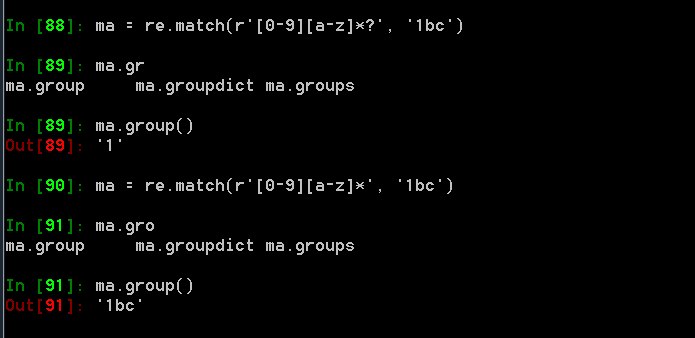 In [88]: ma = re.match(r'[0-9][a-z]*?', '1bc')
In [89]: ma.gr
ma.group     ma.groupdict ma.groups
In [89]: ma.group()
Out[89]: '1'
In [90]: ma = re.match(r'[0-9][a-z]*', '1bc')
In [91]: ma.gro
ma.group     ma.groupdict ma.groups
In [91]: ma.group()
Out[91]: '1bc'